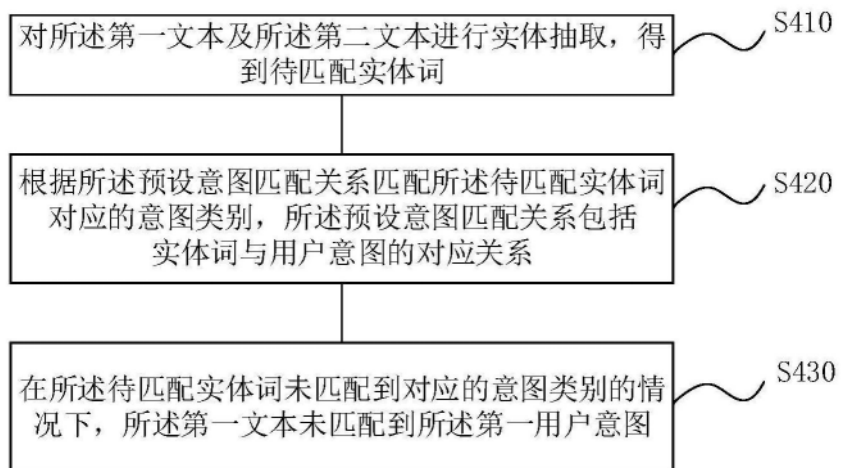 对所述第一文本及所述第二文本进行实体抽取，得
到待匹配实体词
S410
根据所述预设意图匹配关系匹配所述待匹配实体词
对应的意图类别，所述预设意图匹配关系包括
实体词与用户意图的对应关系
S420
在所述待匹配实体词未匹配到对应的意图类别的情
况下，所述第一文本未匹配到所述第一用户意图
S430